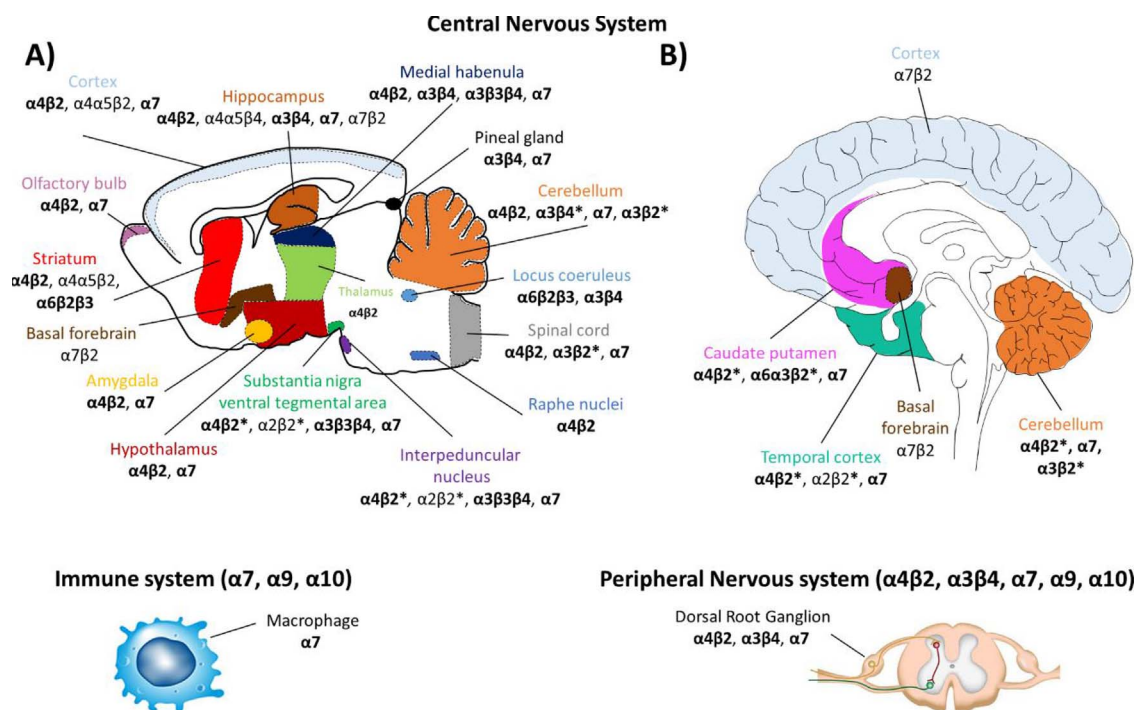 Central Nervous System
A)
Cortex
α4β2, α4α5β2, α7
Hippocampus
α4β2, α4α5β4, α3β4, α7, α7β2
Medial habenula
α4β2, α3β4, α3β3β4, α7
Pineal gland
α3β4, α7
Olfactory bulb
α4β2, α7
Cerebellum
α4β2, α3β4*, α7, α3β2*
Striatum
α4β2, α4α5β2,
α6β2β3
Thalamus
α4β2
Locus coeruleus
α6β2β3, α3β4
Basal forebrain
α7β2
Spinal cord
α4β2, α3β2*, α7
Amygdala
α4β2, α7
Substantia nigra
ventral tegmental area
α4β2*, α2β2*, α3β3β4, α7
Raphe nuclei
α4β2
Hypothalamus
α4β2, α7
Interpeduncular
nucleus
α4β2*, α2β2*, α3β3β4, α7
B)
Cortex
α7β2
Caudate putamen
α4β2*, α6α3β2*, α7
Basal
forebrain
α7β2
Cerebellum
α4β2*, α7,
α3β2*
Temporal cortex
α4β2*, α2β2*, α7
Immune system (α7, α9, α10)
Macrophage
α7
Peripheral Nervous system (α4β2, α3β4, α7, α9, α10)
Dorsal Root Ganglion
α4β2, α3β4, α7